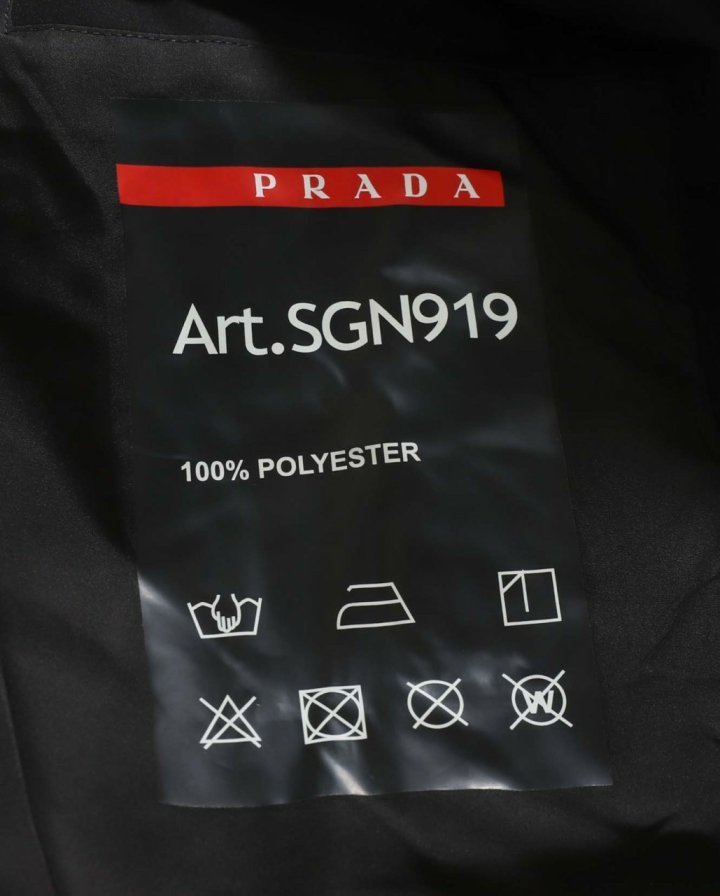 PRADA
Art.SGN919
100% POLYESTER
W